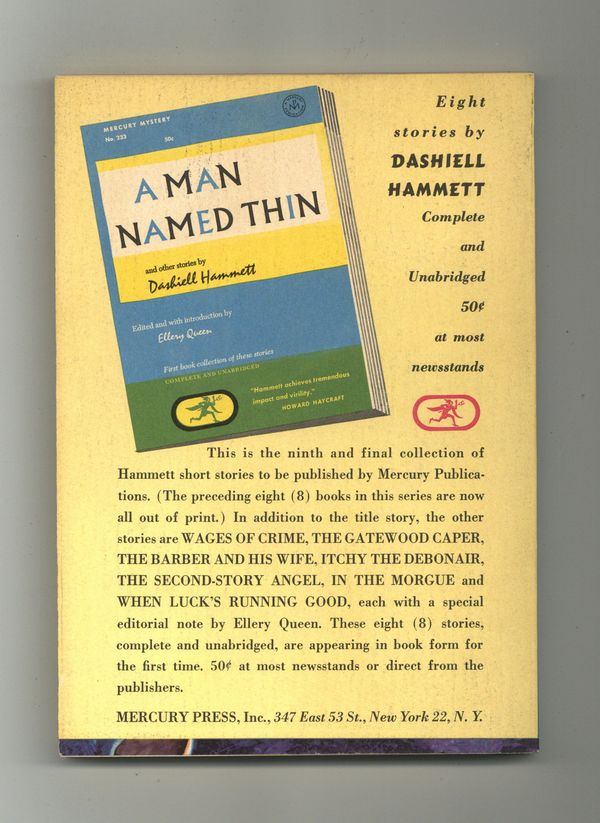 MERCURY MYSTERY
No. 233
50¢
A MAN
NAMED THIN
and other stories by
Dashiell Hammett
Edited and with introduction by
Ellery Queen
First book collection of these stories
COMPLETE AND UNABRIDGED
"Hammett achieves tremendous
impact and virility."
HOWARD HAYCRAFT
Eight
stories by
DASHIELL
HAMMETT
Complete
and
Unabridged
50¢
at most
newsstands
This is the ninth and final collection of
Hammett short stories to be published by Mercury Publica-
tions. (The preceding eight (8) books in this series are now
all out of print.) In addition to the title story, the other
stories are WAGES OF CRIME, THE GATEWOOD CAPER,
THE BARBER AND HIS WIFE, ITCHY THE DEBONAIR,
THE SECOND-STORY ANGEL, IN THE MORGUE and
WHEN LUCK'S RUNNING GOOD, each with a special
editorial note by Ellery Queen. These eight (8) stories,
complete and unabridged, are appearing in book form for
the first time. 50¢ at most newsstands or direct from the
publishers.
MERCURY PRESS, Inc., 347 East 53 St., New York 22, N. Y.